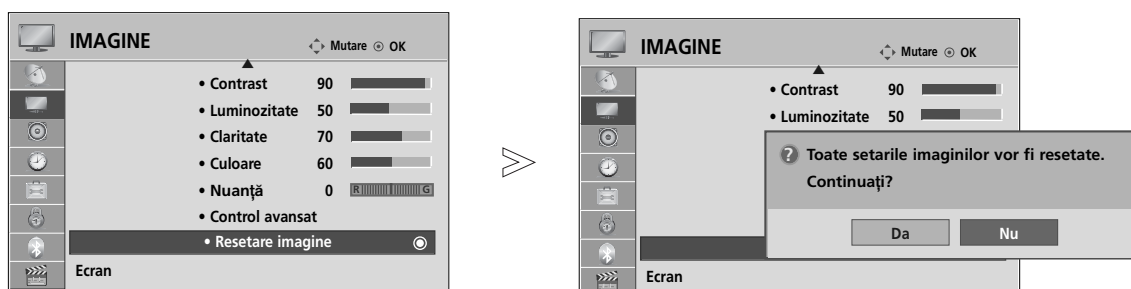 IMAGINE
Mutare OK
• Contrast 90
• Luminozitate 50
• Claritate 70
• Culoare 60
• Nuanță 0 R G
• Control avansat
• Resetare imagine
Ecran
IMAGINE
Mutare OK
• Contrast 90
• Luminozitate 50
? Toate setarile imaginilor vor fi resetate.
Continuați?
Da Nu
Ecran